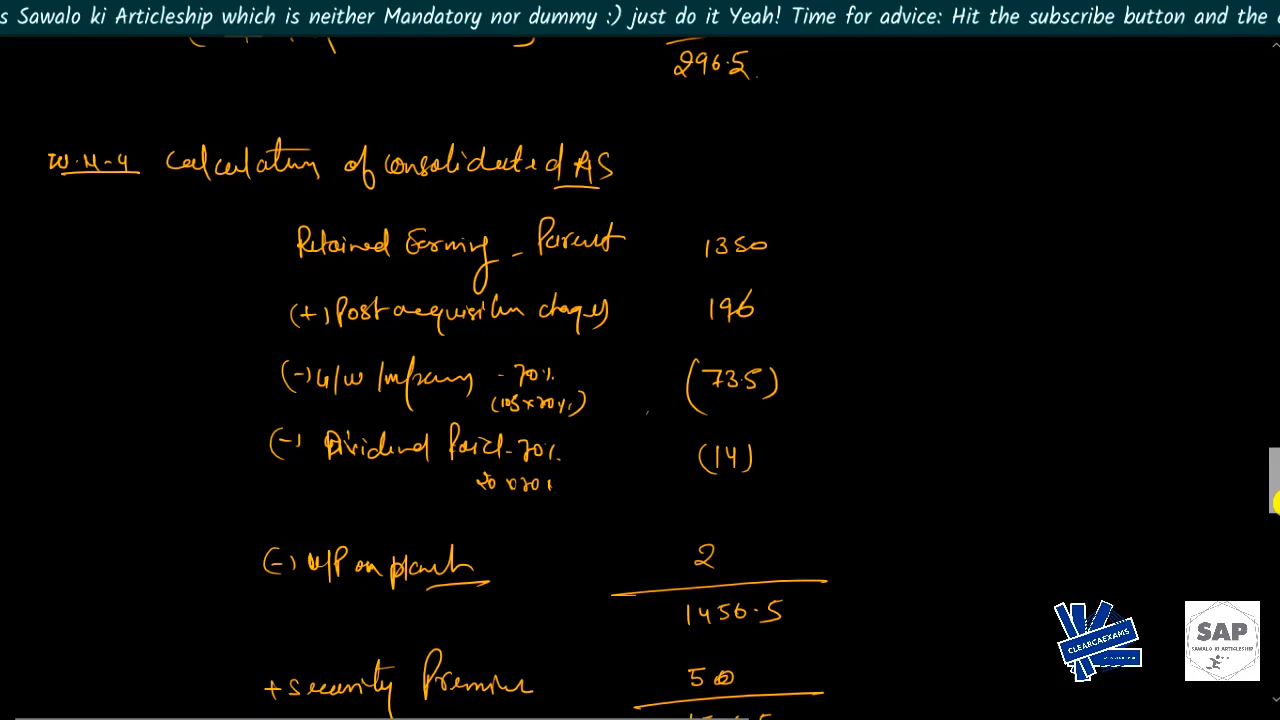 s Sawalo ki Articleship which is neither Mandatory nor dummy :) just do it Yeah! Time for advice: Hit the subscribe button and the
296.5
W.N-4 Calculation of consolidated RS
Retained Earning - Parent 1350
(+) Post acquisition changes 196
(-) G/W Impairment - 70% (73.5)
(105 x 70%)
(-) Dividend Paid - 70% (14)
20 x 70%
(-) U/P on plant 2
1456.5
+ Security Premium 50
CLEARCAEXAMS
SAP
SAWALO KI ARTICLESHIP